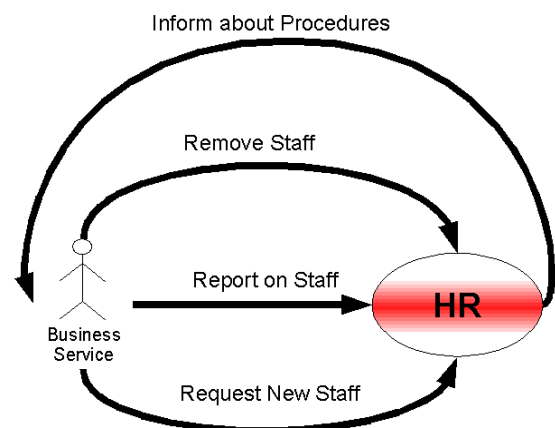 Inform about Procedures
Remove Staff
Report on Staff
HR
Business
Service
Request New Staff